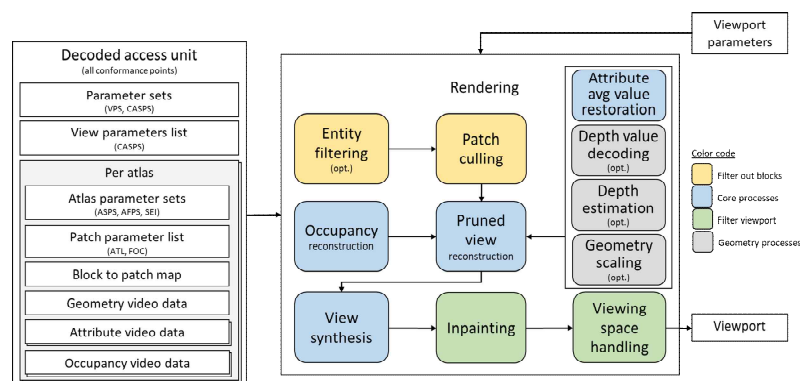 Decoded access unit
(all conformance points)
Parameter sets
(VPS, CASPS)
View parameters list
(CASPS)
Per atlas
Atlas parameter sets
(ASPS, AFPS, SEI)
Patch parameter list
(ATL, FOC)
Block to patch map
Geometry video data
Attribute video data
Occupancy video data
Viewport
parameters
Rendering
Entity
filtering
(opt.)
Patch
culling
Attribute
avg value
restoration
Depth value
decoding
(opt.)
Depth
estimation
(opt.)
Geometry
scaling
(opt.)
Occupancy
reconstruction
Pruned
view
reconstruction
View
synthesis
Inpainting
Viewing
space
handling
Viewport
Color code
Filter out blocks
Core processes
Filter viewport
Geometry processes